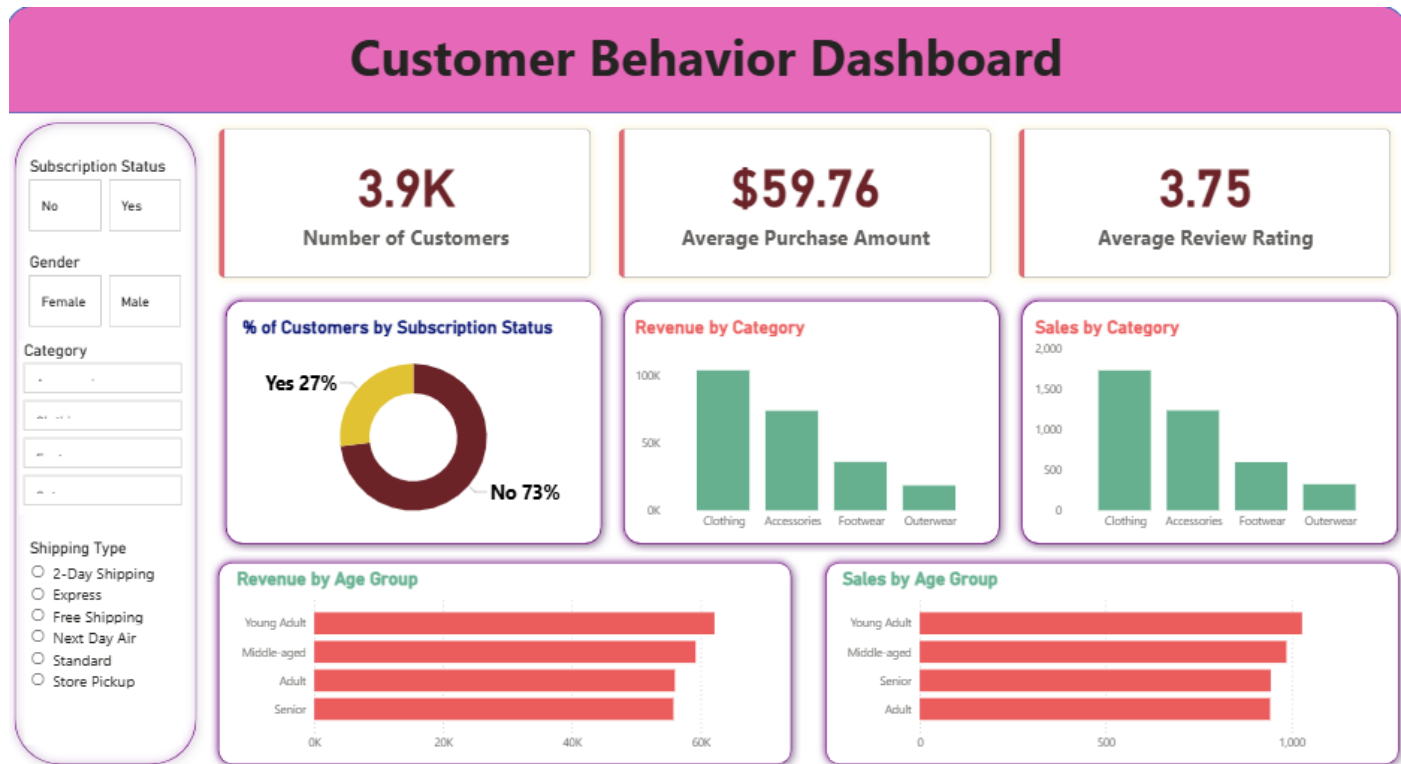 Customer Behavior Dashboard
Subscription Status
No
Yes
Gender
Female
Male
Category
Shipping Type
2-Day Shipping
Express
Free Shipping
Next Day Air
Standard
Store Pickup
3.9K
Number of Customers
$59.76
Average Purchase Amount
3.75
Average Review Rating
% of Customers by Subscription Status
Yes 27%
No 73%
Revenue by Category
100K
50K
0K
Clothing Accessories Footwear Outerwear
Sales by Category
2,000
1,500
1,000
500
0
Clothing Accessories Footwear Outerwear
Revenue by Age Group
Young Adult
Middle-aged
Adult
Senior
0K 20K 40K 60K
Sales by Age Group
Young Adult
Middle-aged
Senior
Adult
0 500 1,000